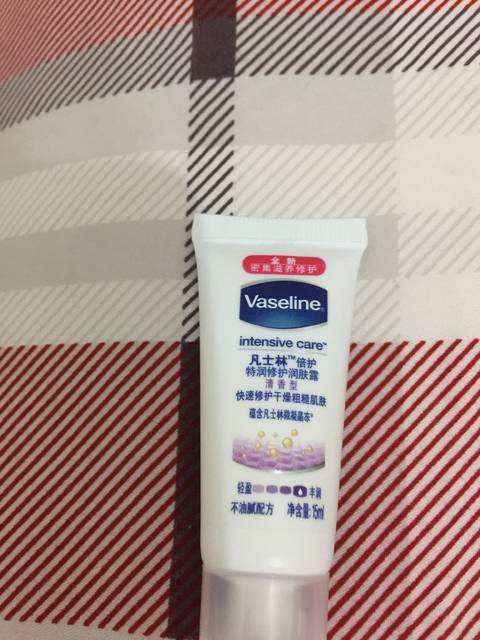 全新
密集滋养修护
Vaseline®
intensive care™
凡士林™倍护
特润修护润肤露
清香型
快速修护干燥粗糙肌肤
蕴含凡士林微凝晶冻®
轻盈 丰润
不油腻配方 净含量:15ml